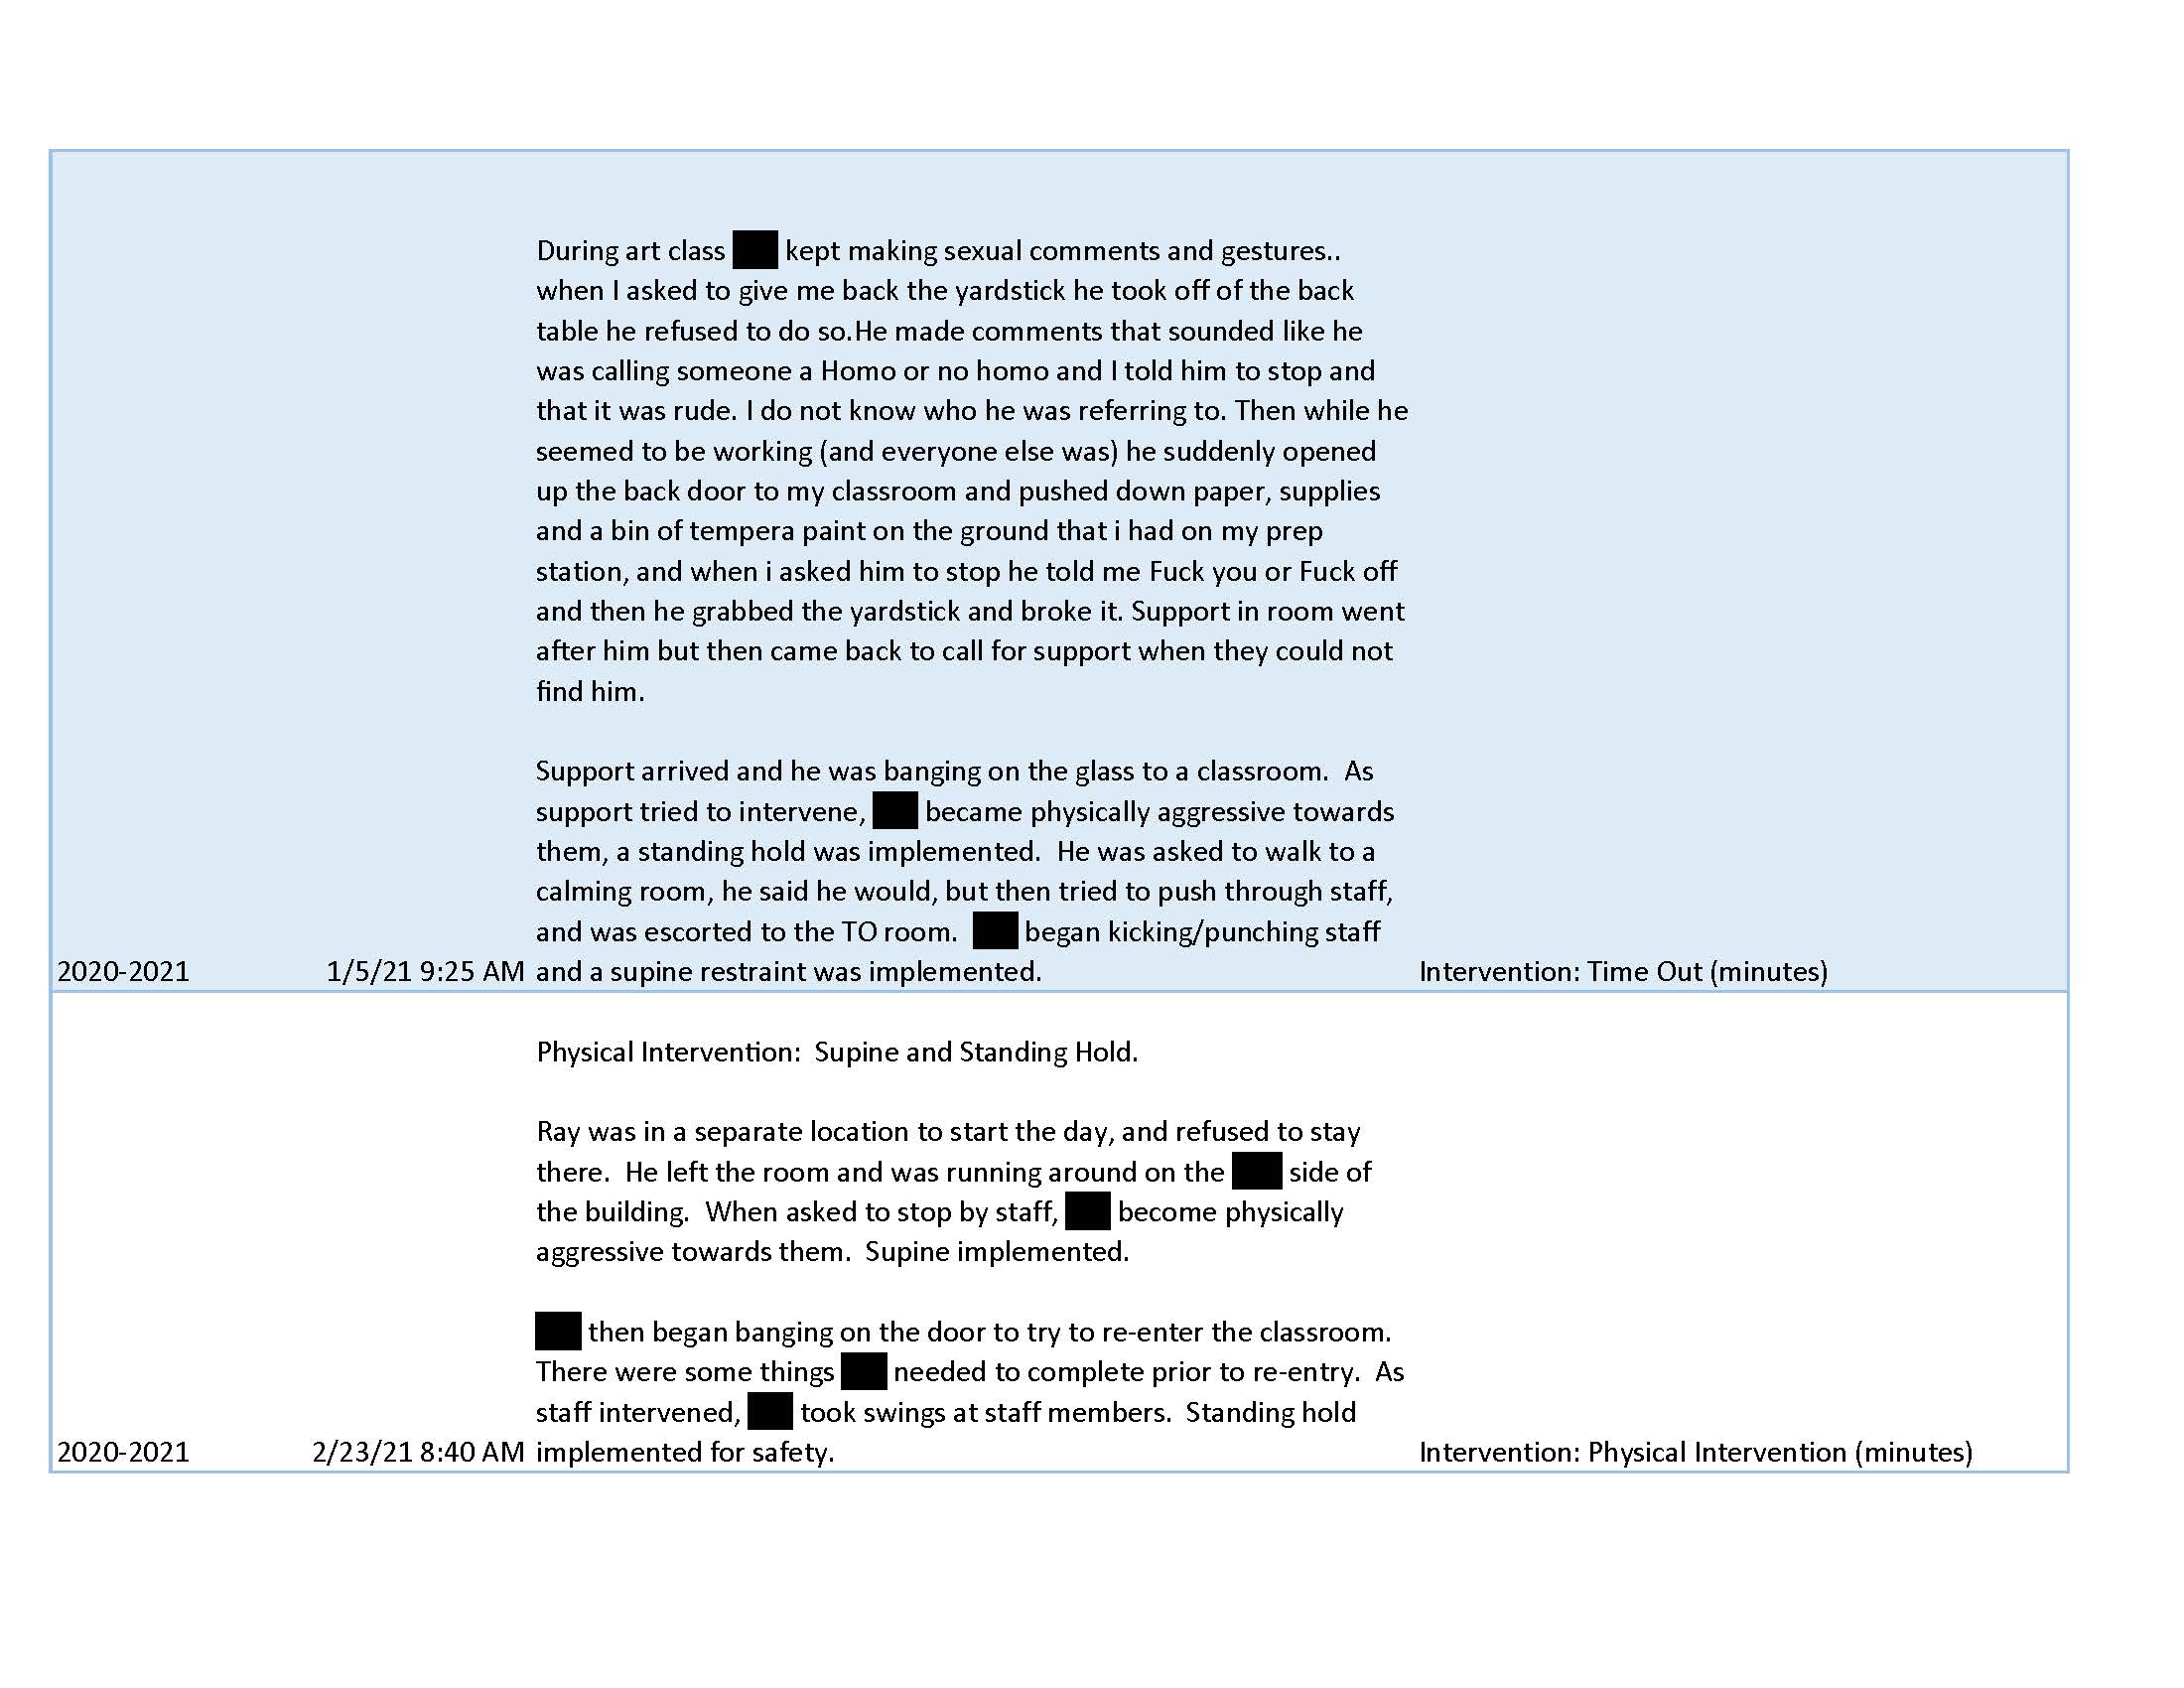 During art class kept making sexual comments and gestures..
when I asked to give me back the yardstick he took off of the back
table he refused to do so.He made comments that sounded like he
was calling someone a Homo or no homo and I told him to stop and
that it was rude. I do not know who he was referring to. Then while he
seemed to be working (and everyone else was) he suddenly opened
up the back door to my classroom and pushed down paper, supplies
and a bin of tempera paint on the ground that i had on my prep
station, and when i asked him to stop he told me Fuck you or Fuck off
and then he grabbed the yardstick and broke it. Support in room went
after him but then came back to call for support when they could not
find him.
Support arrived and he was banging on the glass to a classroom. As
support tried to intervene, became physically aggressive towards
them, a standing hold was implemented. He was asked to walk to a
calming room, he said he would, but then tried to push through staff,
and was escorted to the TO room. began kicking/punching staff
2020-2021 1/5/21 9:25 AM and a supine restraint was implemented. Intervention: Time Out (minutes)
Physical Intervention: Supine and Standing Hold.
Ray was in a separate location to start the day, and refused to stay
there. He left the room and was running around on the side of
the building. When asked to stop by staff, become physically
aggressive towards them. Supine implemented.
then began banging on the door to try to re-enter the classroom.
There were some things needed to complete prior to re-entry. As
staff intervened, took swings at staff members. Standing hold
2020-2021 2/23/21 8:40 AM implemented for safety. Intervention: Physical Intervention (minutes)